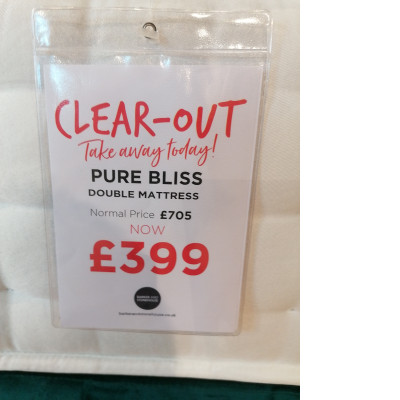 CLEAR-OUT
Take away today!
PURE BLISS
DOUBLE MATTRESS
Normal Price £705
NOW
£399